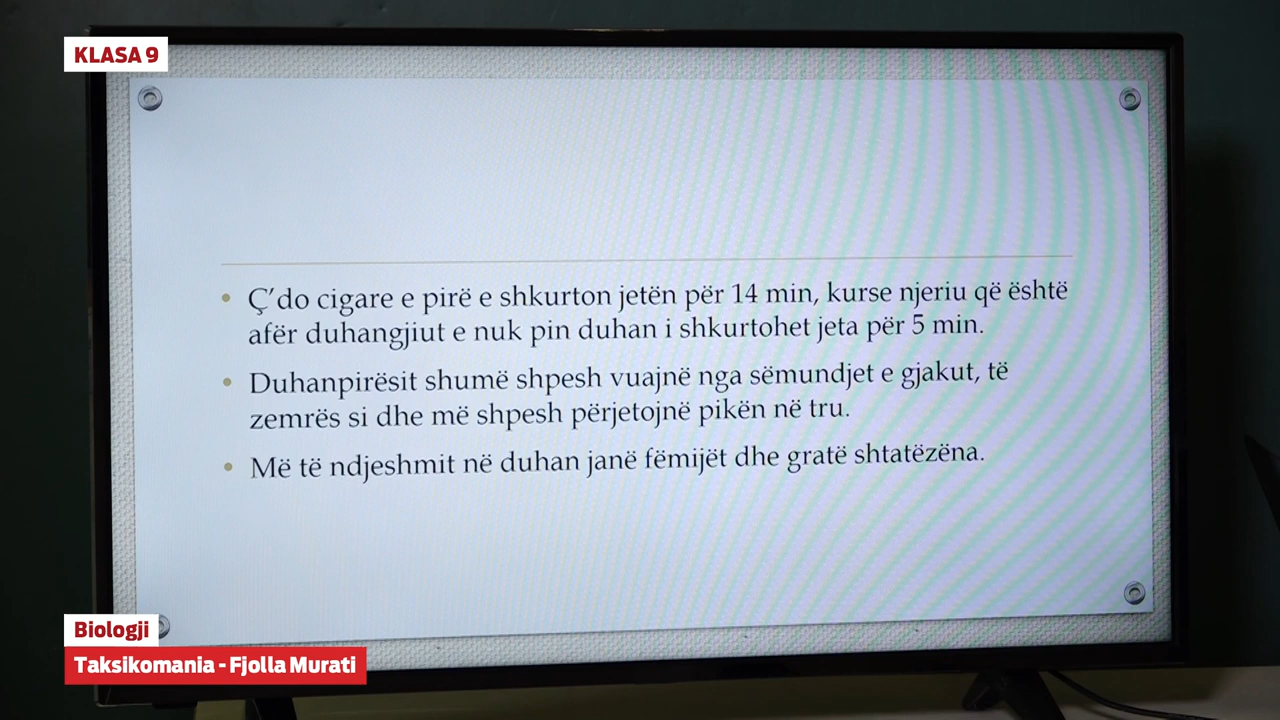 KLASA 9
• Ç’do cigare e pirë e shkurton jetën për 14 min, kurse njeriu që është
afër duhangjiut e nuk pin duhan i shkurtohet jeta për 5 min.
• Duhanpirësit shumë shpesh vuajnë nga sëmundjet e gjakut, të
zemrës si dhe më shpesh përjetojnë pikën në tru.
• Më të ndjeshmit në duhan janë fëmijët dhe gratë shtatëzëna.
Biologji
Taksikomania - Fjolla Murati